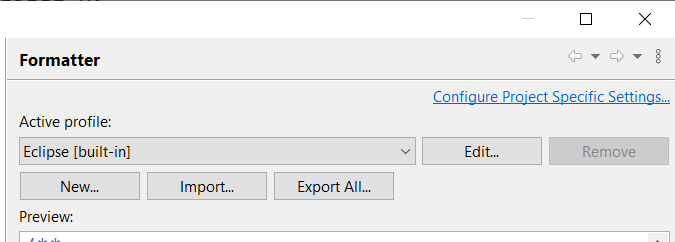 Formatter
Configure Project Specific Settings...
Active profile:
Eclipse [built-in]
Edit...
Remove
New...
Import...
Export All...
Preview:
/**